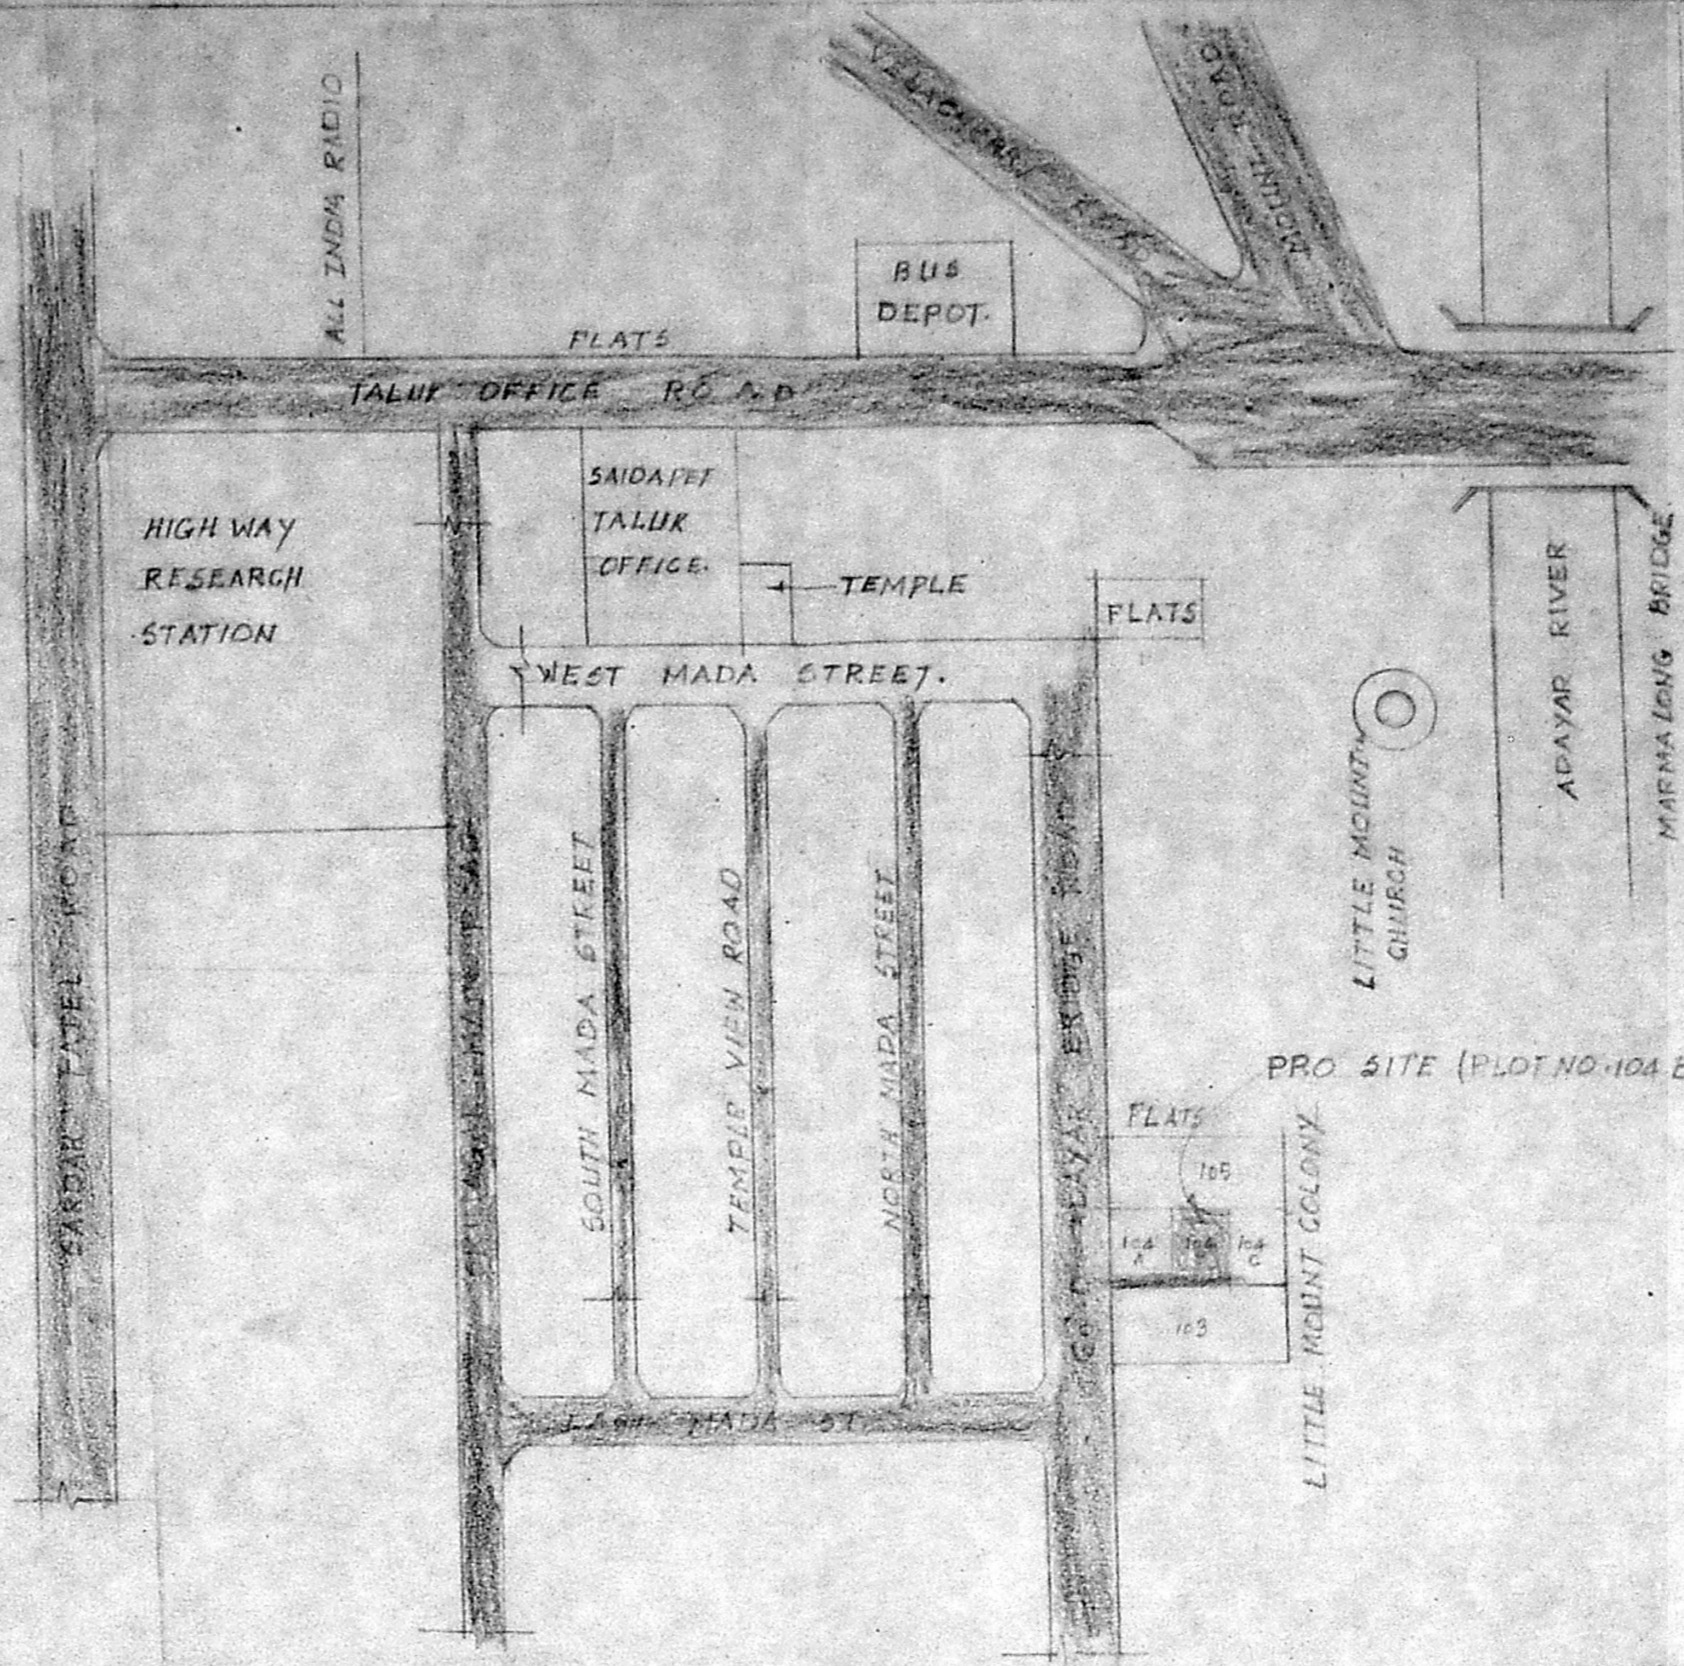 VELACHERRY ROAD
MOUNT ROAD
ALL INDIA RADIO
BUS
DEPOT.
FLATS
TALUK OFFICE ROAD
SAIDAPET
TALUK
OFFICE.
HIGH WAY
RESEARCH
STATION
TEMPLE
FLATS
WEST MADA STREET.
ADAYAR RIVER
MARMALONG BRIDGE
LITTLE MOUNT
CHURCH
SARDAR PATEL ROAD
SOUTH MADA STREET
TEMPLE VIEW ROAD
NORTH MADA STREET
ADAYAR BRIDGE ROAD
PRO SITE (PLOT NO. 104 B
FLATS
105
104
A
104
104
C
103
LITTLE MOUNT COLONY
EAST MADA ST.